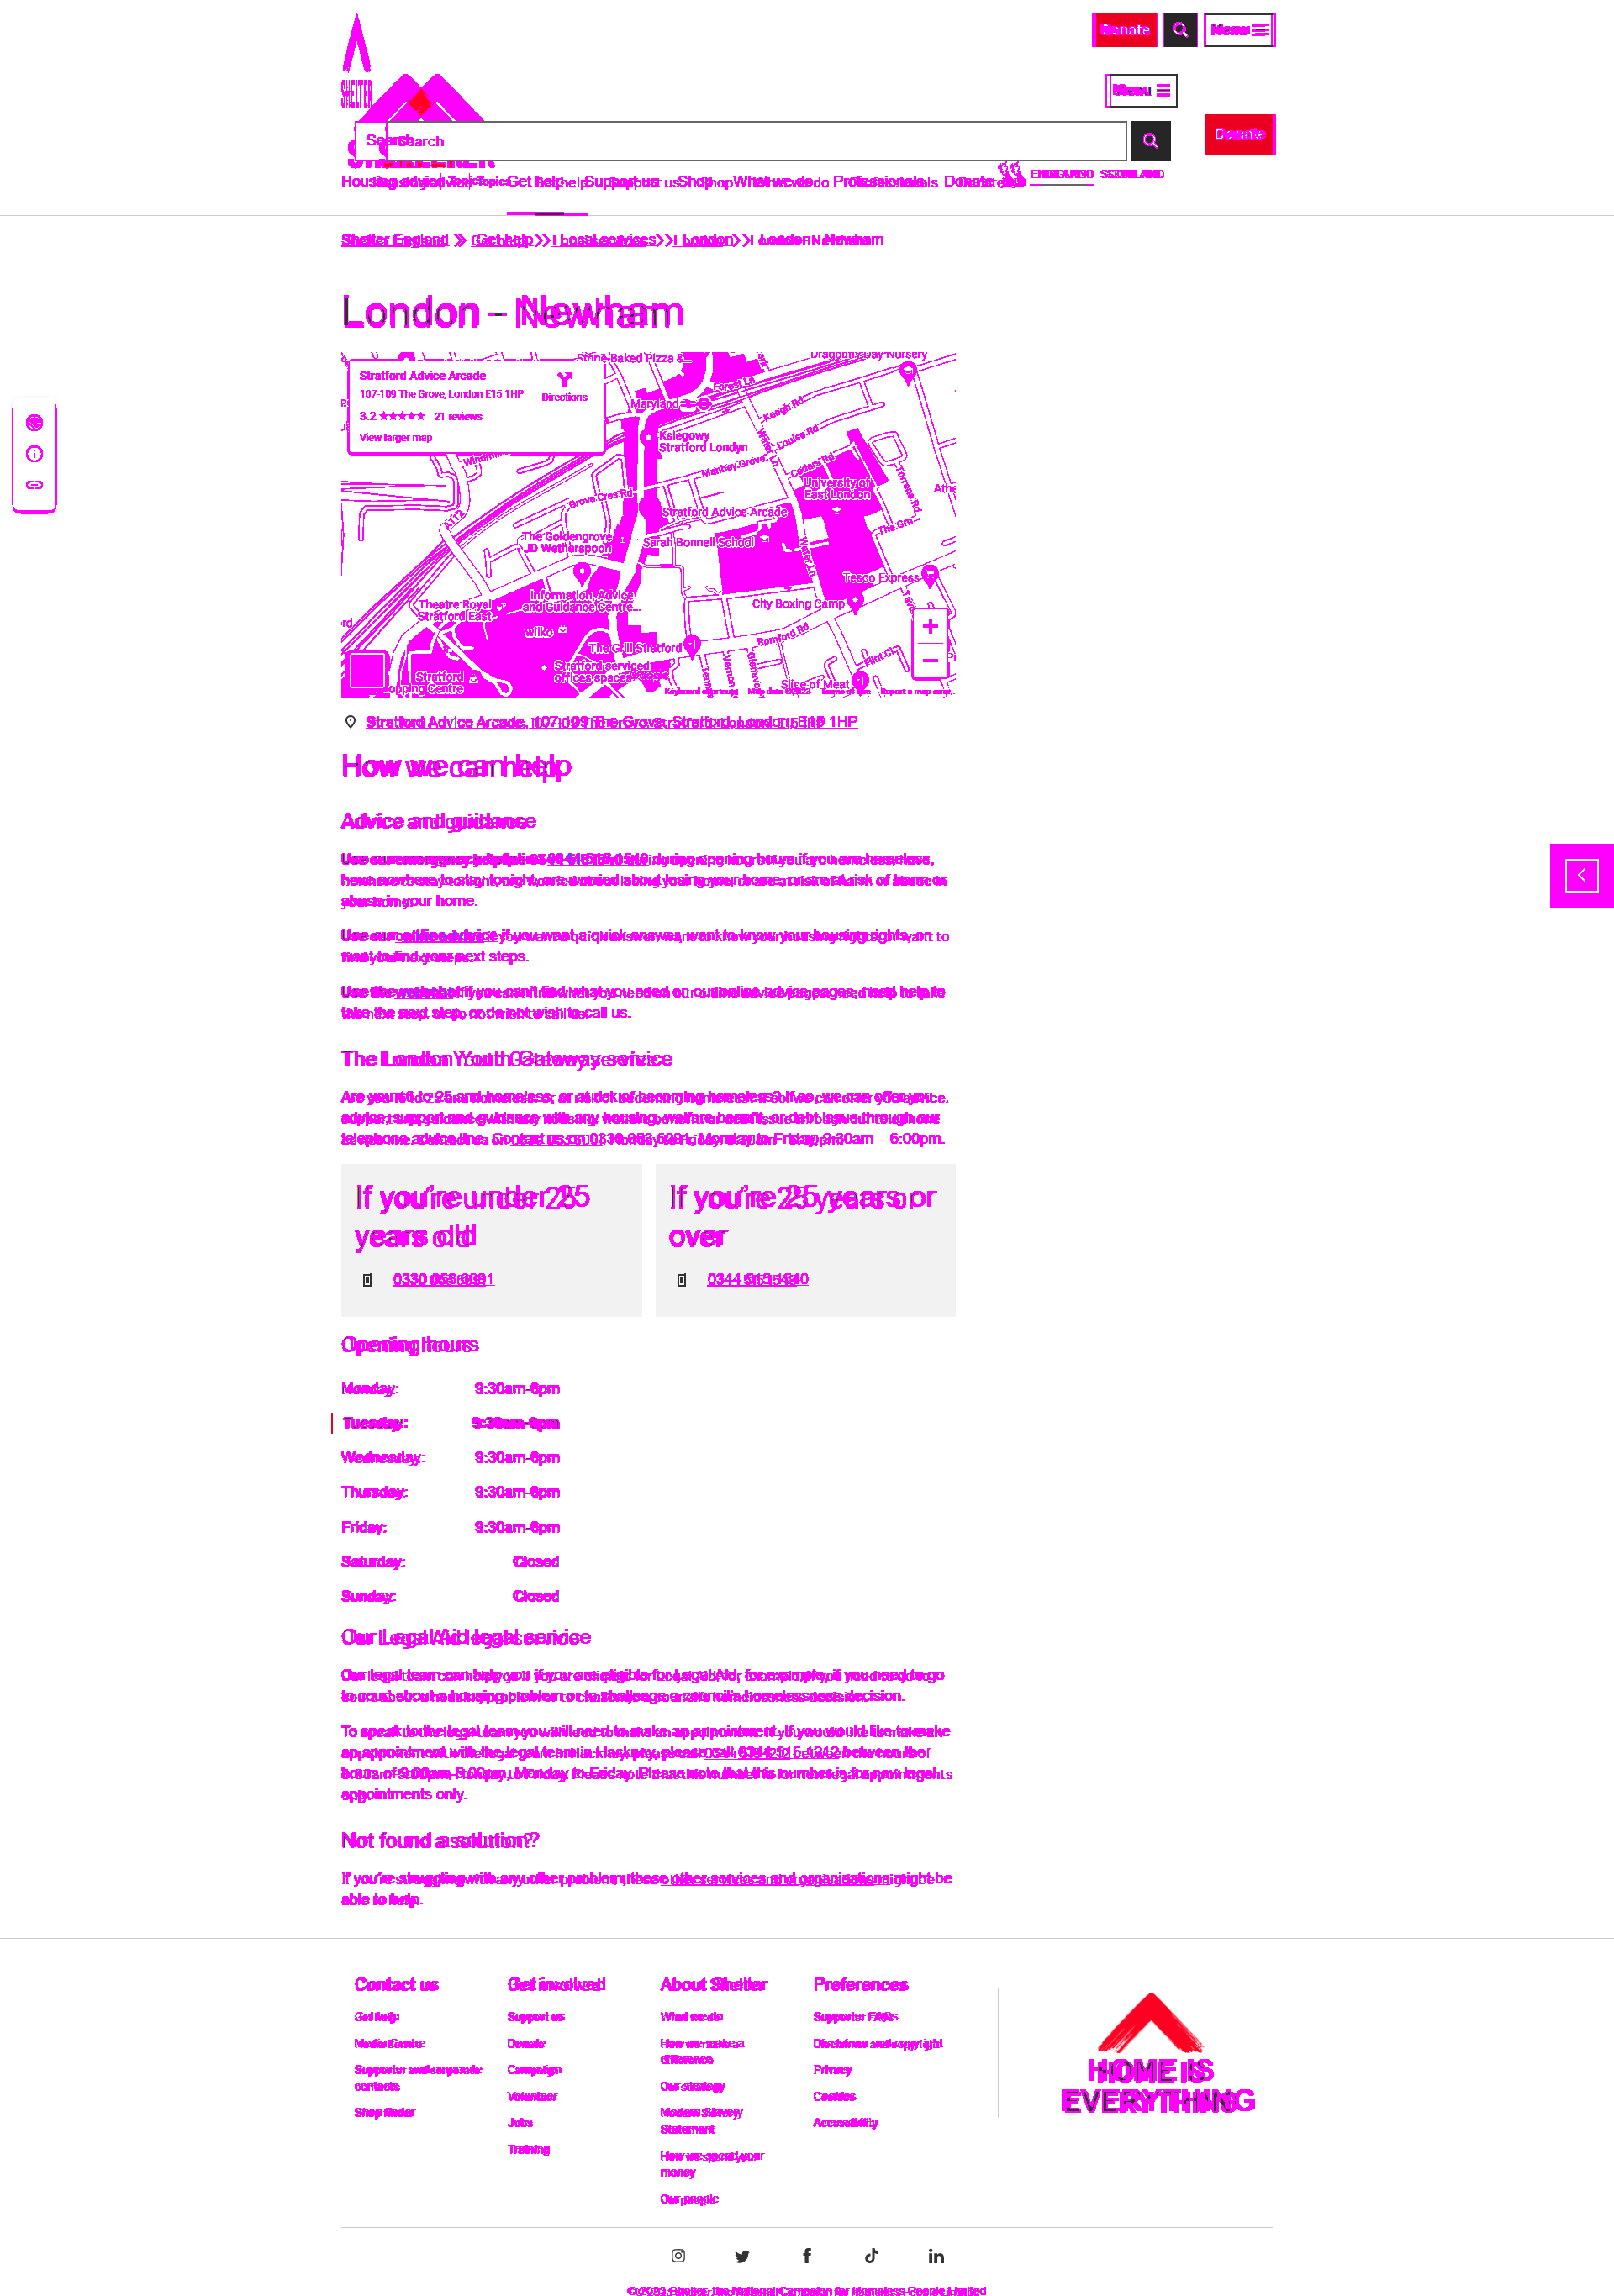 Donate
Menu
SHELTER
Menu
Search
Search
Donate
Housing advice Topics Get help Support us Shop What we do Professionals Donate
ENGLAND SCOTLAND
Shelter England Get help Local services London London - Newham
London - Newham
Stratford Advice Arcade
107-109 The Grove, London E15 1HP
Directions
3.2 ★★★★★ 21 reviews
View larger map
Stone Baked Pizza &...
Dragonfly Day Nursery
Forest Ln
Maryland
Keogh Rd
Louise Rd
Water Ln
Ksiegowy
Stratford Londyn
Manbey Grove
Cedars Rd
Torrens Rd
University of
East London
Grove Cres Rd
A112
Stratford Advice Arcade
The Grn
The Goldengrove
JD Wetherspoon
Sarah Bonnell School
Water Ln
Tesco Express
Information, Advice
and Guidance Centre...
City Boxing Camp
Theatre Royal
Stratford East
wilko
Romford Rd
The Grill Stratford
Flint Cl
Stratford serviced
offices spaces
Stratford
Shopping Centre
Vernon
Slice of Meat
Google
Keyboard shortcuts Map data ©2023 Terms of Use Report a map error
Stratford Advice Arcade, 107-109 The Grove, Stratford, London, E15 1HP
How we can help
Advice and guidance
Use our emergency helpline 0344 515 1540 during opening hours if you are homeless,
have nowhere to stay tonight, are worried about losing your home, or are at risk of harm or
abuse in your home.
Use our online advice if you want a quick answer, want to know your housing rights, or
want to find your next steps.
Use the webchat if you can't find what you need on our online advice pages, need help to
take the next step, or do not wish to call us.
The London Youth Gateway service
Are you 16 to 25 and homeless, or at risk of becoming homeless? If so, we can offer you
advice, support and guidance with any housing, welfare benefit, or debt issue through our
telephone advice line. Contact us on 0330 053 6091, Monday to Friday, 9:30am – 6:00pm.
If you're under 25
years old
0330 053 6091
If you're 25 years or
over
0344 515 1540
Opening hours
Monday: 9:30am-6pm
Tuesday: 9:30am-6pm
Wednesday: 9:30am-6pm
Thursday: 9:30am-6pm
Friday: 9:30am-6pm
Saturday: Closed
Sunday: Closed
Our Legal Aid legal service
Our legal team can help you if you are eligible for Legal Aid, for example, if you need to go
to court about a housing problem or to challenge a council's homelessness decision.
To speak to the legal team you will need to make an appointment. If you would like to make
an appointment with the legal team in Hackney, please call 0344 515 1212 between the
hours of 9:00am-5:00pm, Monday to Friday. Please note that this number is for new legal
appointments only.
Not found a solution?
If you're struggling with any other problem, these other services and organisations might be
able to help.
Contact us
Get help
Media Centre
Supporter and corporate
contacts
Shop finder
Get involved
Support us
Donate
Campaign
Volunteer
Jobs
Training
About Shelter
What we do
How we make a
difference
Our strategy
Modern Slavery
Statement
How we spend your
money
Our people
Preferences
Supporter FAQs
Disclaimer and copyright
Privacy
Cookies
Accessibility
HOME IS
EVERYTHING
Shelter, the National Campaign for Homeless People Limited